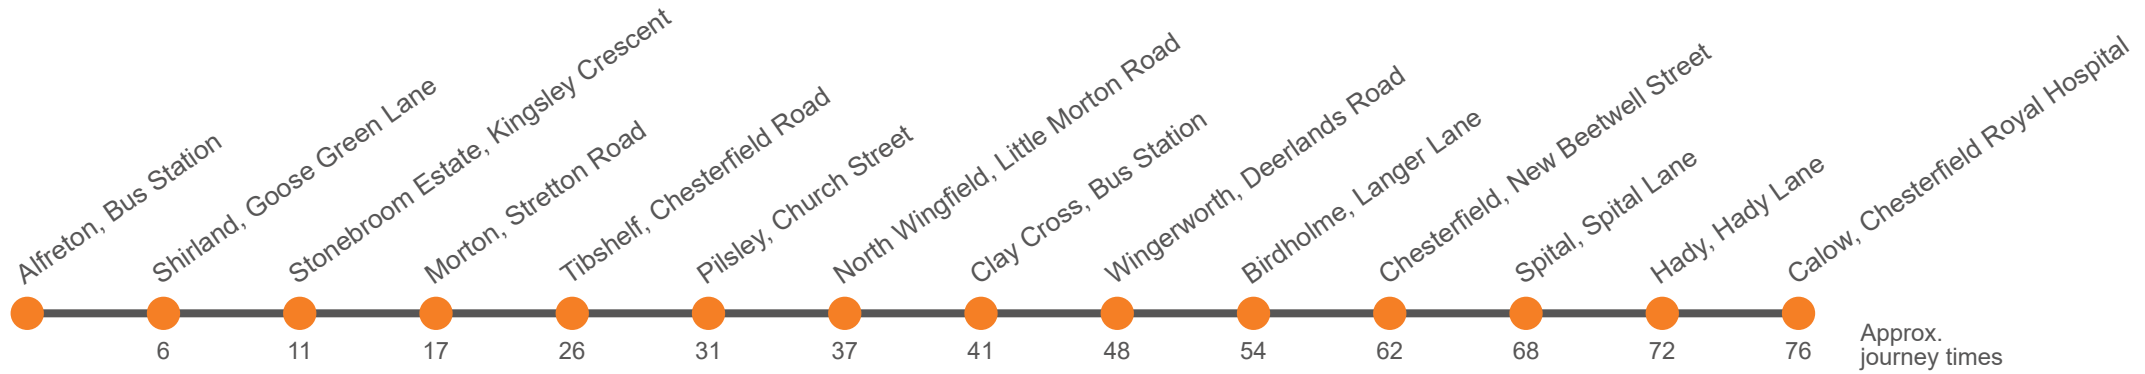 Alfreton, Bus Station
Shirland, Goose Green Lane
Stonebroom Estate, Kingsley Crescent
Morton, Stretton Road
Tibshelf, Chesterfield Road
Pilsley, Church Street
North Wingfield, Little Morton Road
Clay Cross, Bus Station
Wingerworth, Deerlands Road
Birdholme, Langer Lane
Chesterfield, New Beetwell Street
Spital, Spital Lane
Hady, Hady Lane
Calow, Chesterfield Royal Hospital
6 11 17 26 31 37 41 48 54 62 68 72 76
Approx.
journey times